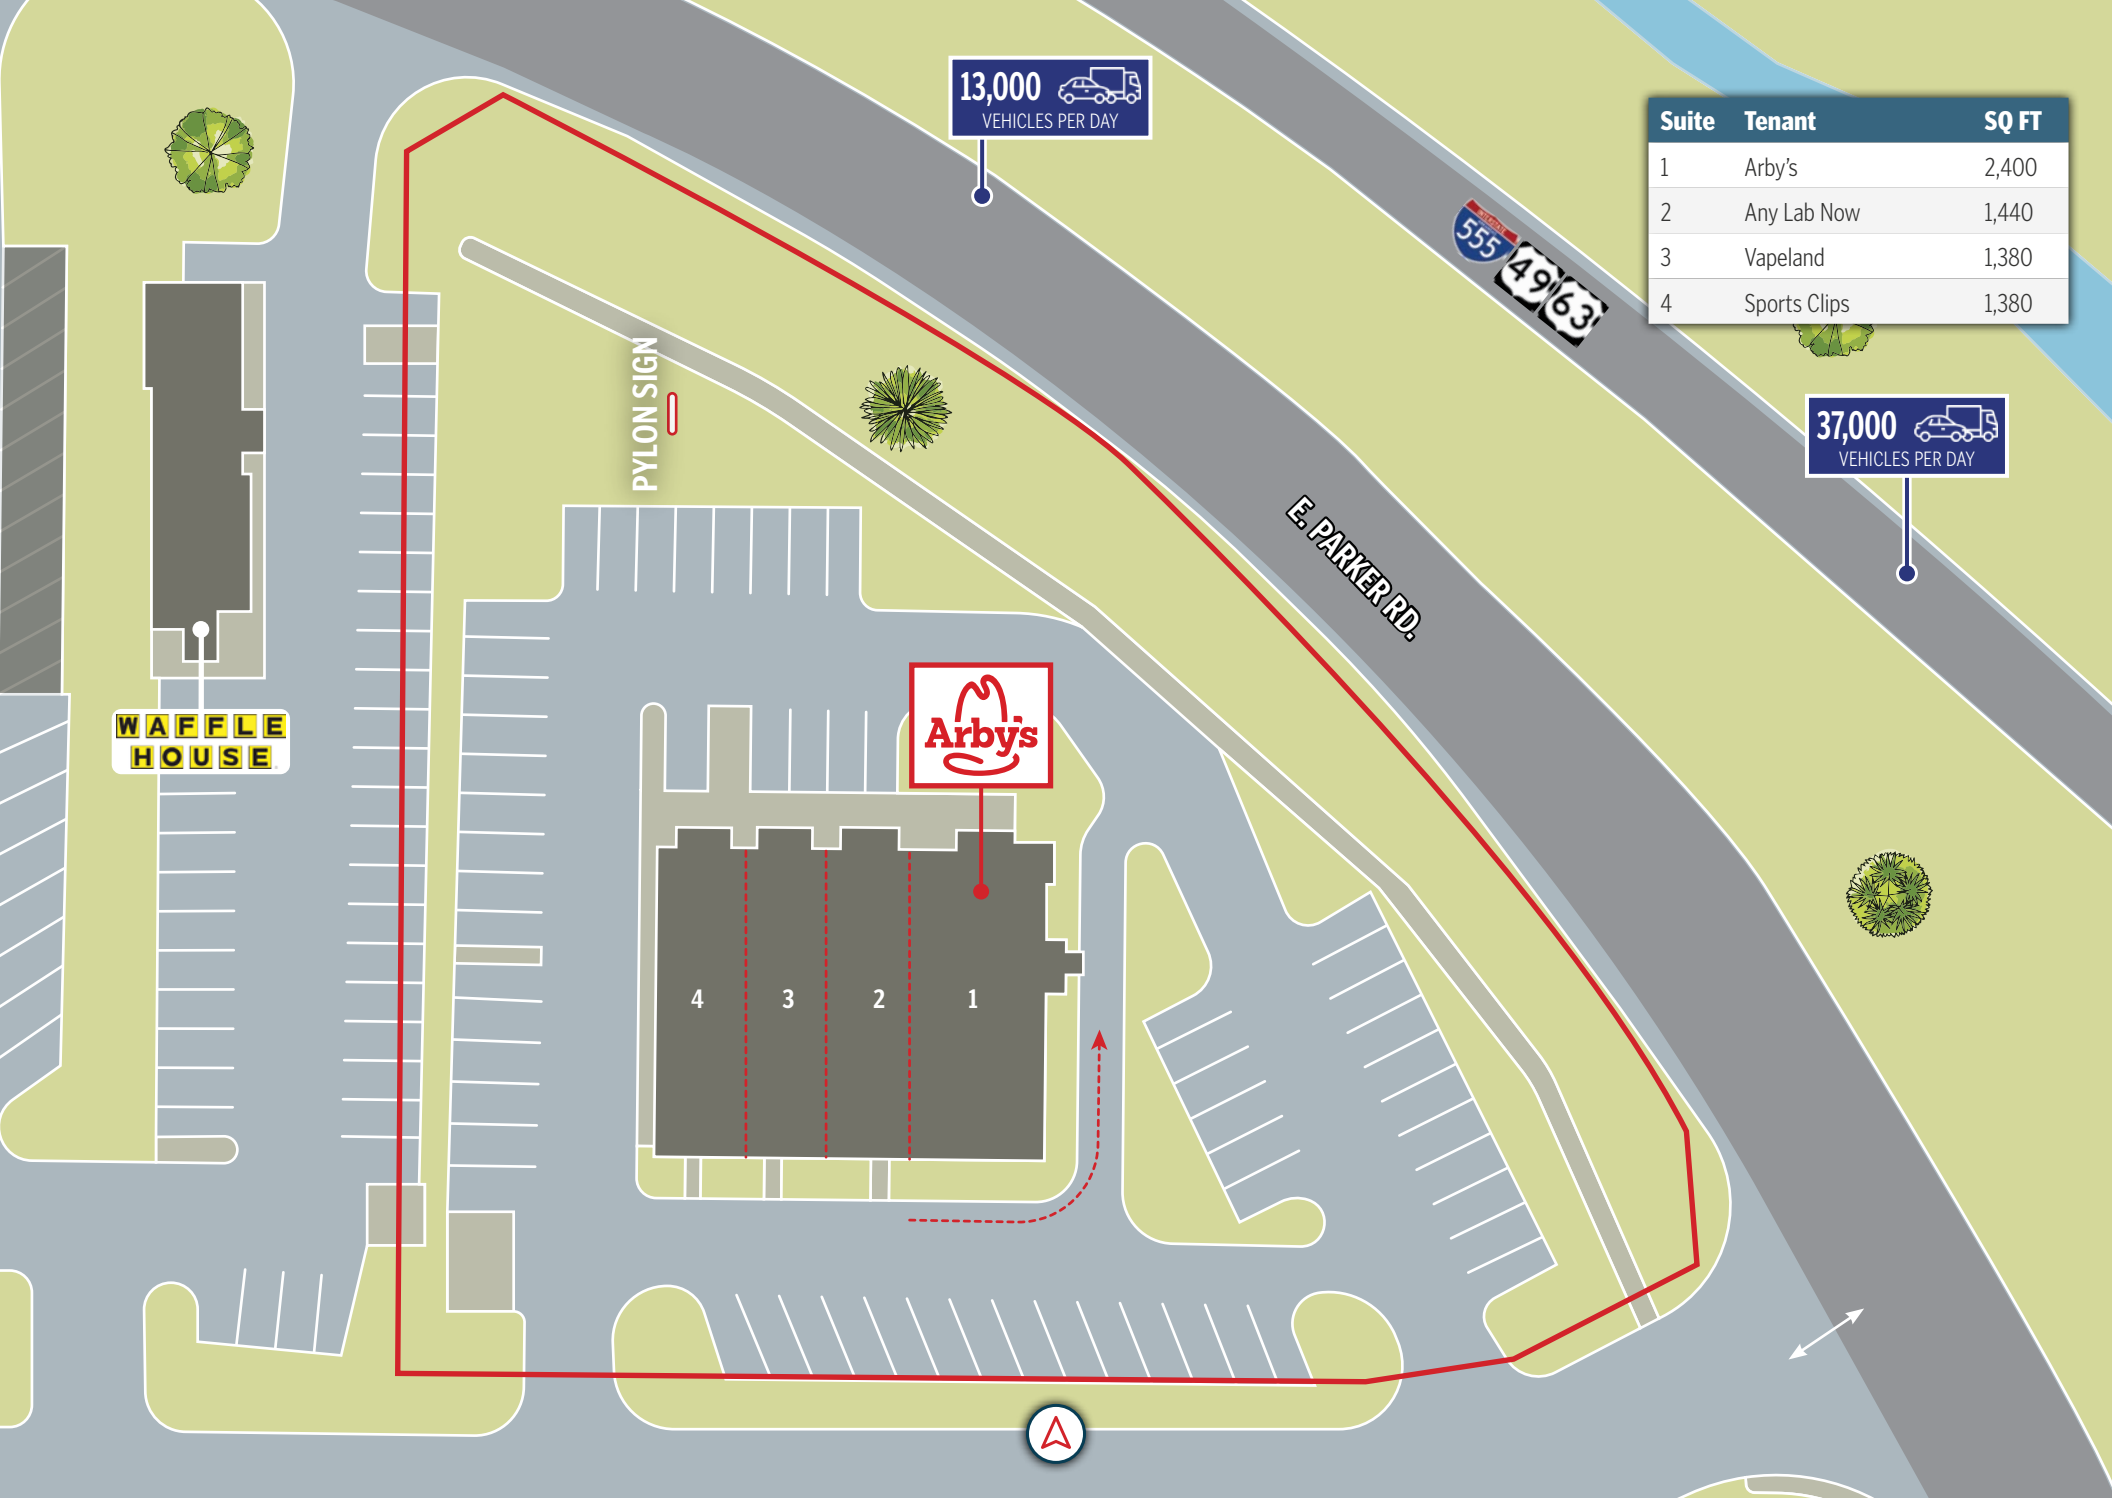 13,000
VEHICLES PER DAY
Suite Tenant SQ FT
1 Arby's 2,400
2 Any Lab Now 1,440
3 Vapeland 1,380
4 Sports Clips 1,380
INTERSTATE
555
49
63
37,000
VEHICLES PER DAY
PYLON SIGN
E. PARKER RD.
WAFFLE
HOUSE
Arby's
4 3 2 1